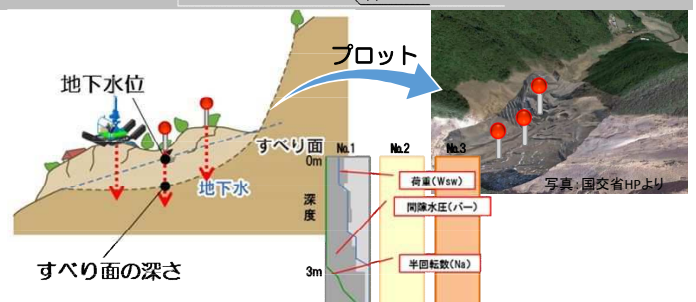 プロット
地下水位
すべり面
地下水
すべり面の深さ
No.1
No.2
No.3
0m
深度
3m
荷重(Wsw)
間隙水圧(バー)
半回転数(Na)
写真:国交省HPより